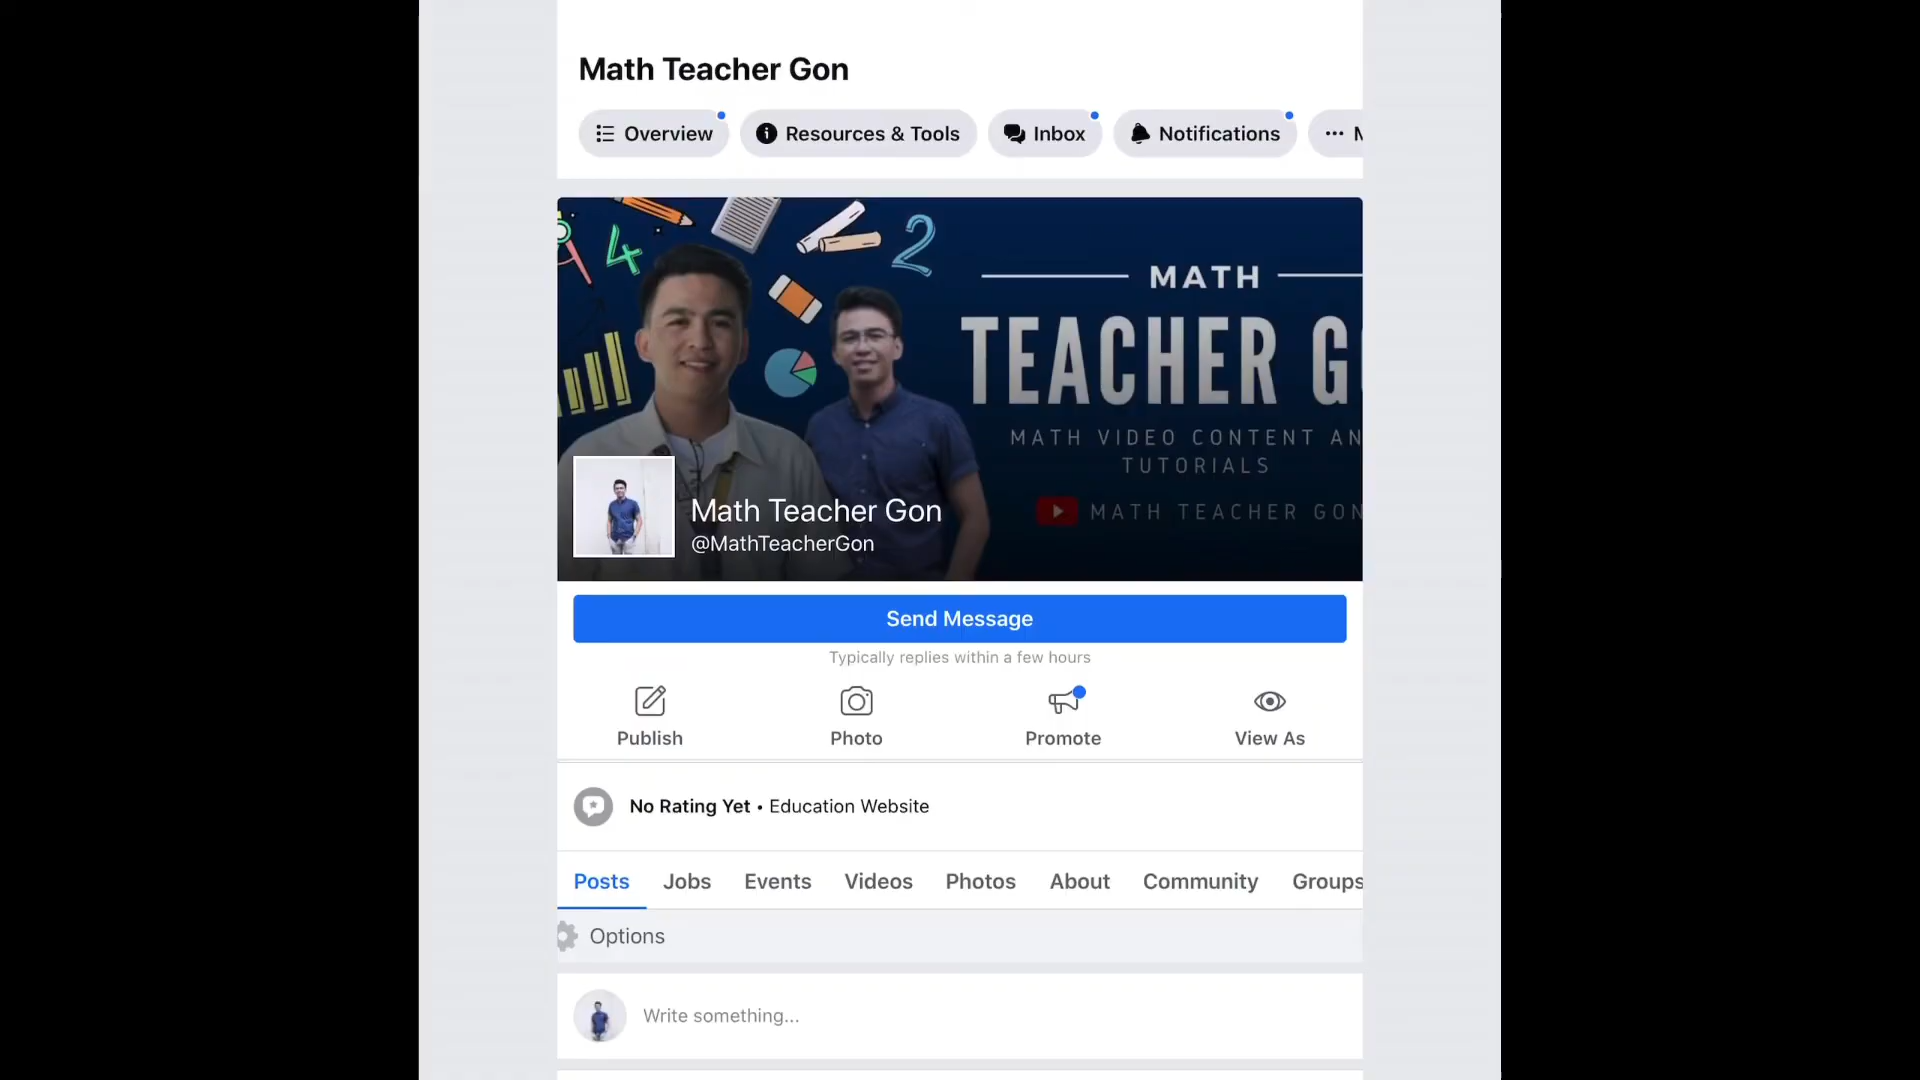 Math Teacher Gon
Overview
Resources & Tools
Inbox
Notifications
4
2
MATH
TEACHER G
MATH VIDEO CONTENT AN
TUTORIALS
MATH TEACHER GON
Math Teacher Gon
@MathTeacherGon
Send Message
Typically replies within a few hours
Publish
Photo
Promote
View As
No Rating Yet • Education Website
Posts
Jobs
Events
Videos
Photos
About
Community
Groups
Options
Write something...